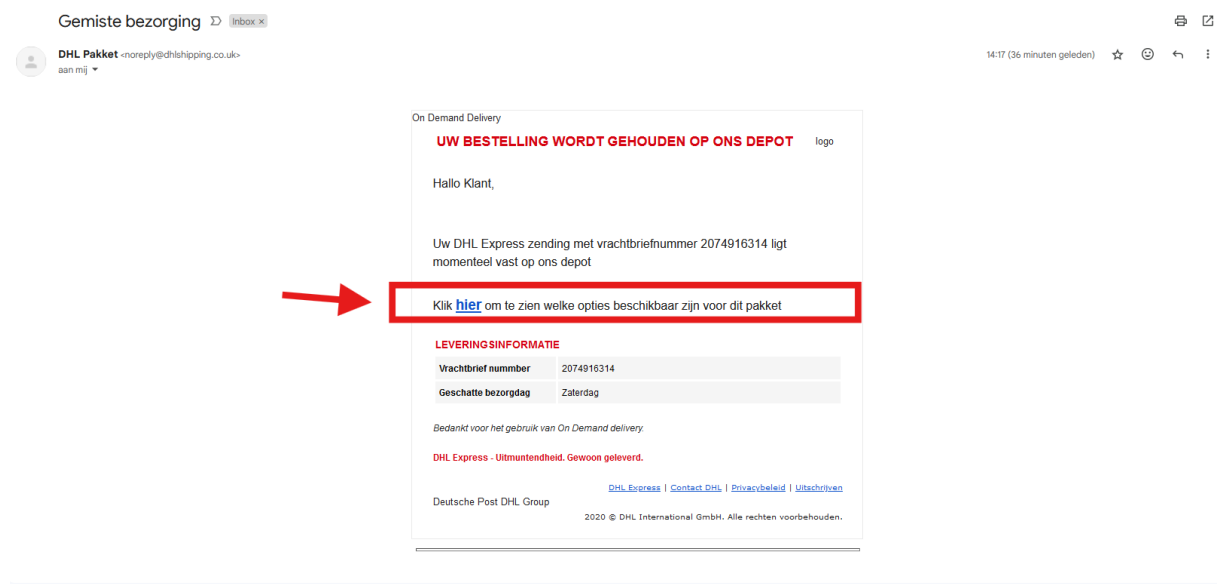 Gemiste bezorging Inbox ×
DHL Pakket <noreply@dhlshipping.co.uk> 14:17 (36 minuten geleden)
aan mij
On Demand Delivery
UW BESTELLING WORDT GEHOUDEN OP ONS DEPOT logo
Hallo Klant,
Uw DHL Express zending met vrachtbriefnummer 2074916314 ligt
momenteel vast op ons depot
Klik hier om te zien welke opties beschikbaar zijn voor dit pakket
LEVERINGSINFORMATIE
Vrachtbrief nummber 2074916314
Geschatte bezorgdag Zaterdag
Bedankt voor het gebruik van On Demand delivery.
DHL Express - Uitmuntendheid. Gewoon geleverd.
DHL Express | Contact DHL | Privacybeleid | Uitschrijven
Deutsche Post DHL Group
2020 © DHL International GmbH. Alle rechten voorbehouden.